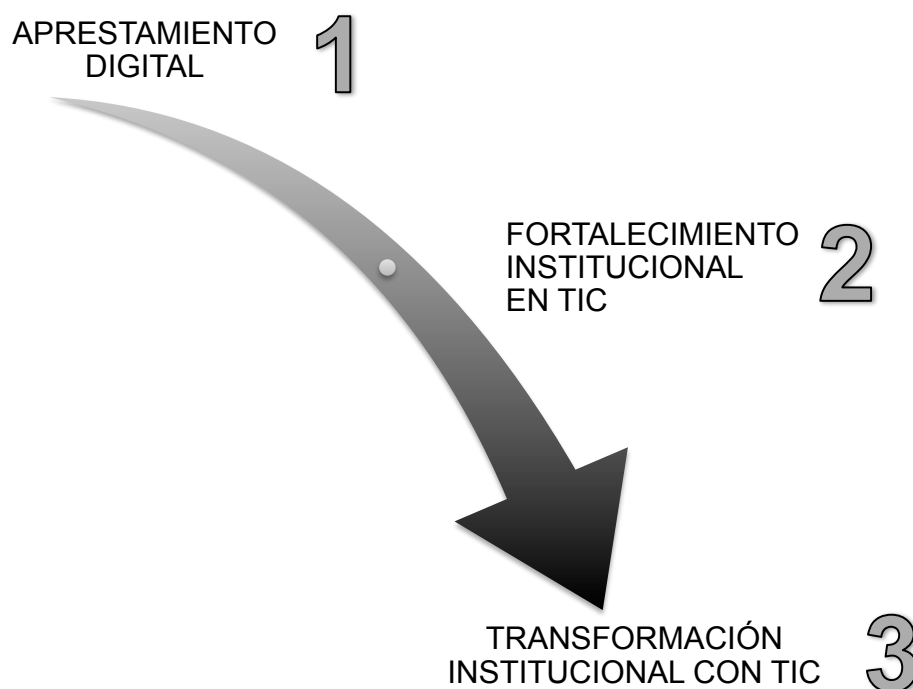 APRESTAMIENTO
DIGITAL
1
FORTALECIMIENTO
INSTITUCIONAL
EN TIC
2
TRANSFORMACIÓN
INSTITUCIONAL CON TIC
3